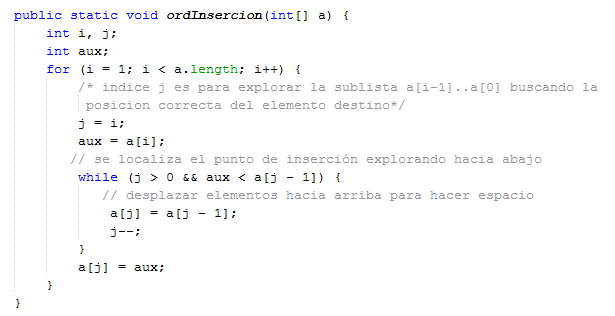 public static void ordInsercion(int[] a) {
int i, j;
int aux;
for (i = 1; i < a.length; i++) {
/* indice j es para explorar la sublista a[i-1]..a[0] buscando la
posicion correcta del elemento destino*/
j = i;
aux = a[i];
// se localiza el punto de inserción explorando hacia abajo
while (j > 0 && aux < a[j - 1]) {
// desplazar elementos hacia arriba para hacer espacio
a[j] = a[j - 1];
j--;
}
a[j] = aux;
}
}